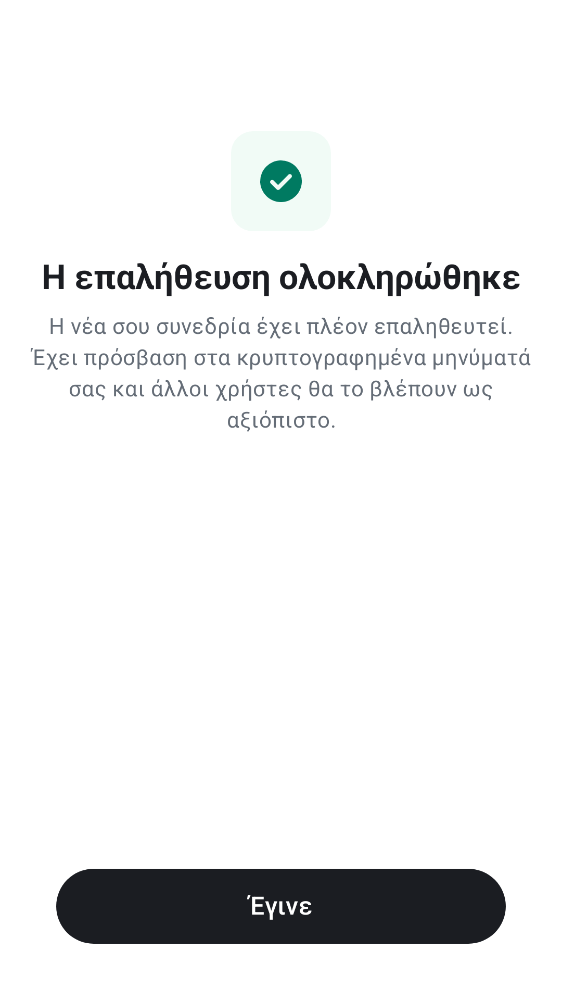 Η επαλήθευση ολοκληρώθηκε
Η νέα σου συνεδρία έχει πλέον επαληθευτεί.
Έχει πρόσβαση στα κρυπτογραφημένα μηνύματά
σας και άλλοι χρήστες θα το βλέπουν ως
αξιόπιστο.
Έγινε